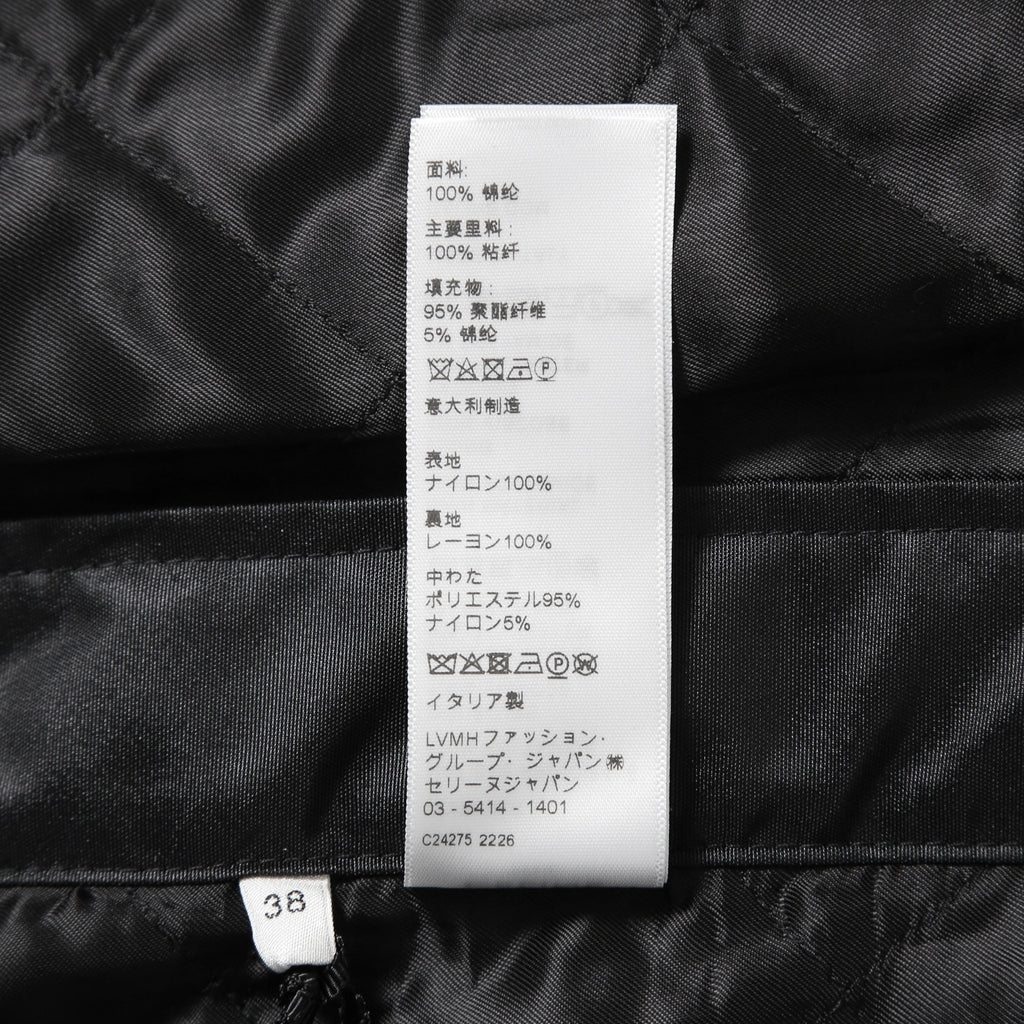 面料:
100% 锦纶
主要里料:
100% 粘纤
填充物:
95% 聚酯纤维
5% 锦纶
P
意大利制造
表地
ナイロン100%
裏地
レーヨン100%
中わた
ポリエステル95%
ナイロン5%
P W
イタリア製
LVMHファッション・
グループ・ジャパン㈱
セリーヌジャパン
03 - 5414 - 1401
C24275 2226
38